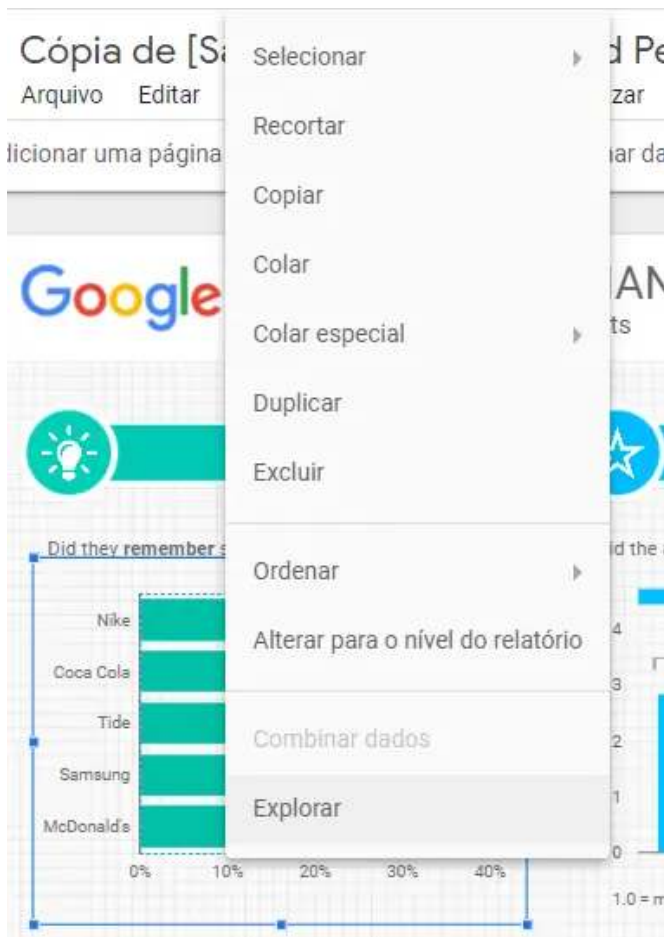 Cópia de [Sa
d Pe
Arquivo Editar
zar
dicionar uma página
nar da
Selecionar
Recortar
Copiar
Colar
Colar especial
Duplicar
Excluir
Ordenar
Alterar para o nível do relatório
Combinar dados
Explorar
Google
AN
ts
Did they remember s
Nike
Coca Cola
Tide
Samsung
McDonald's
0% 10% 20% 30% 40%
id the
4
3
2
1
0
1.0 = m